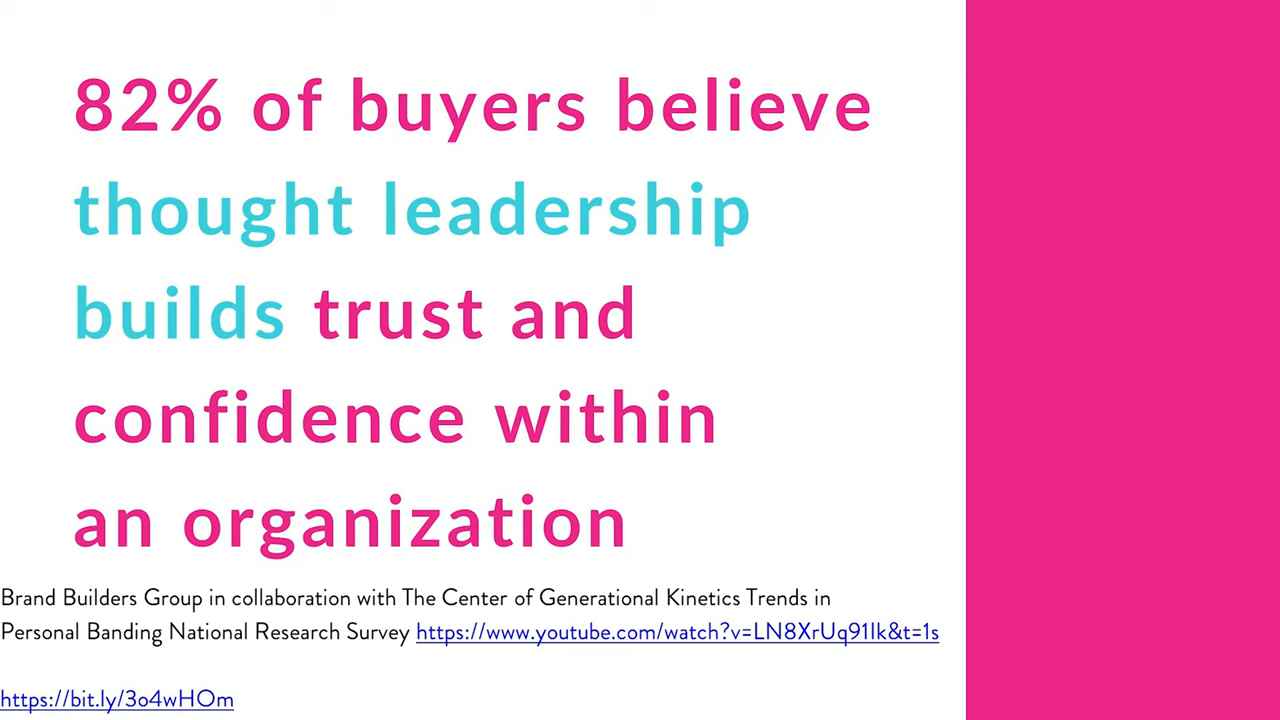 82% of buyers believe
thought leadership
builds trust and
confidence within
an organization
Brand Builders Group in collaboration with The Center of Generational Kinetics Trends in
Personal Banding National Research Survey https://www.youtube.com/watch?v=LN8XrUq91Ik&t=1s
https://bit.ly/3o4wHOm